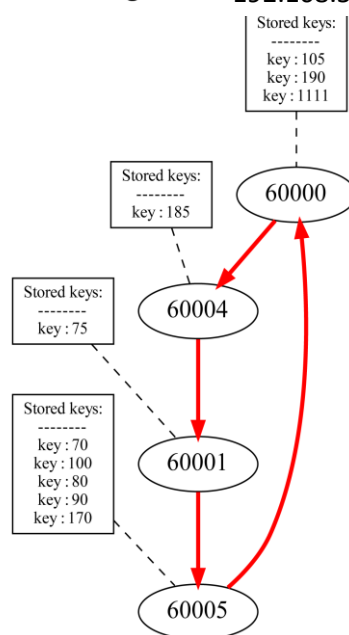 Stored keys:
--------
key : 105
key : 190
key : 1111
60000
Stored keys:
--------
key : 185
60004
Stored keys:
--------
key : 75
60001
Stored keys:
--------
key : 70
key : 100
key : 80
key : 90
key : 170
60005